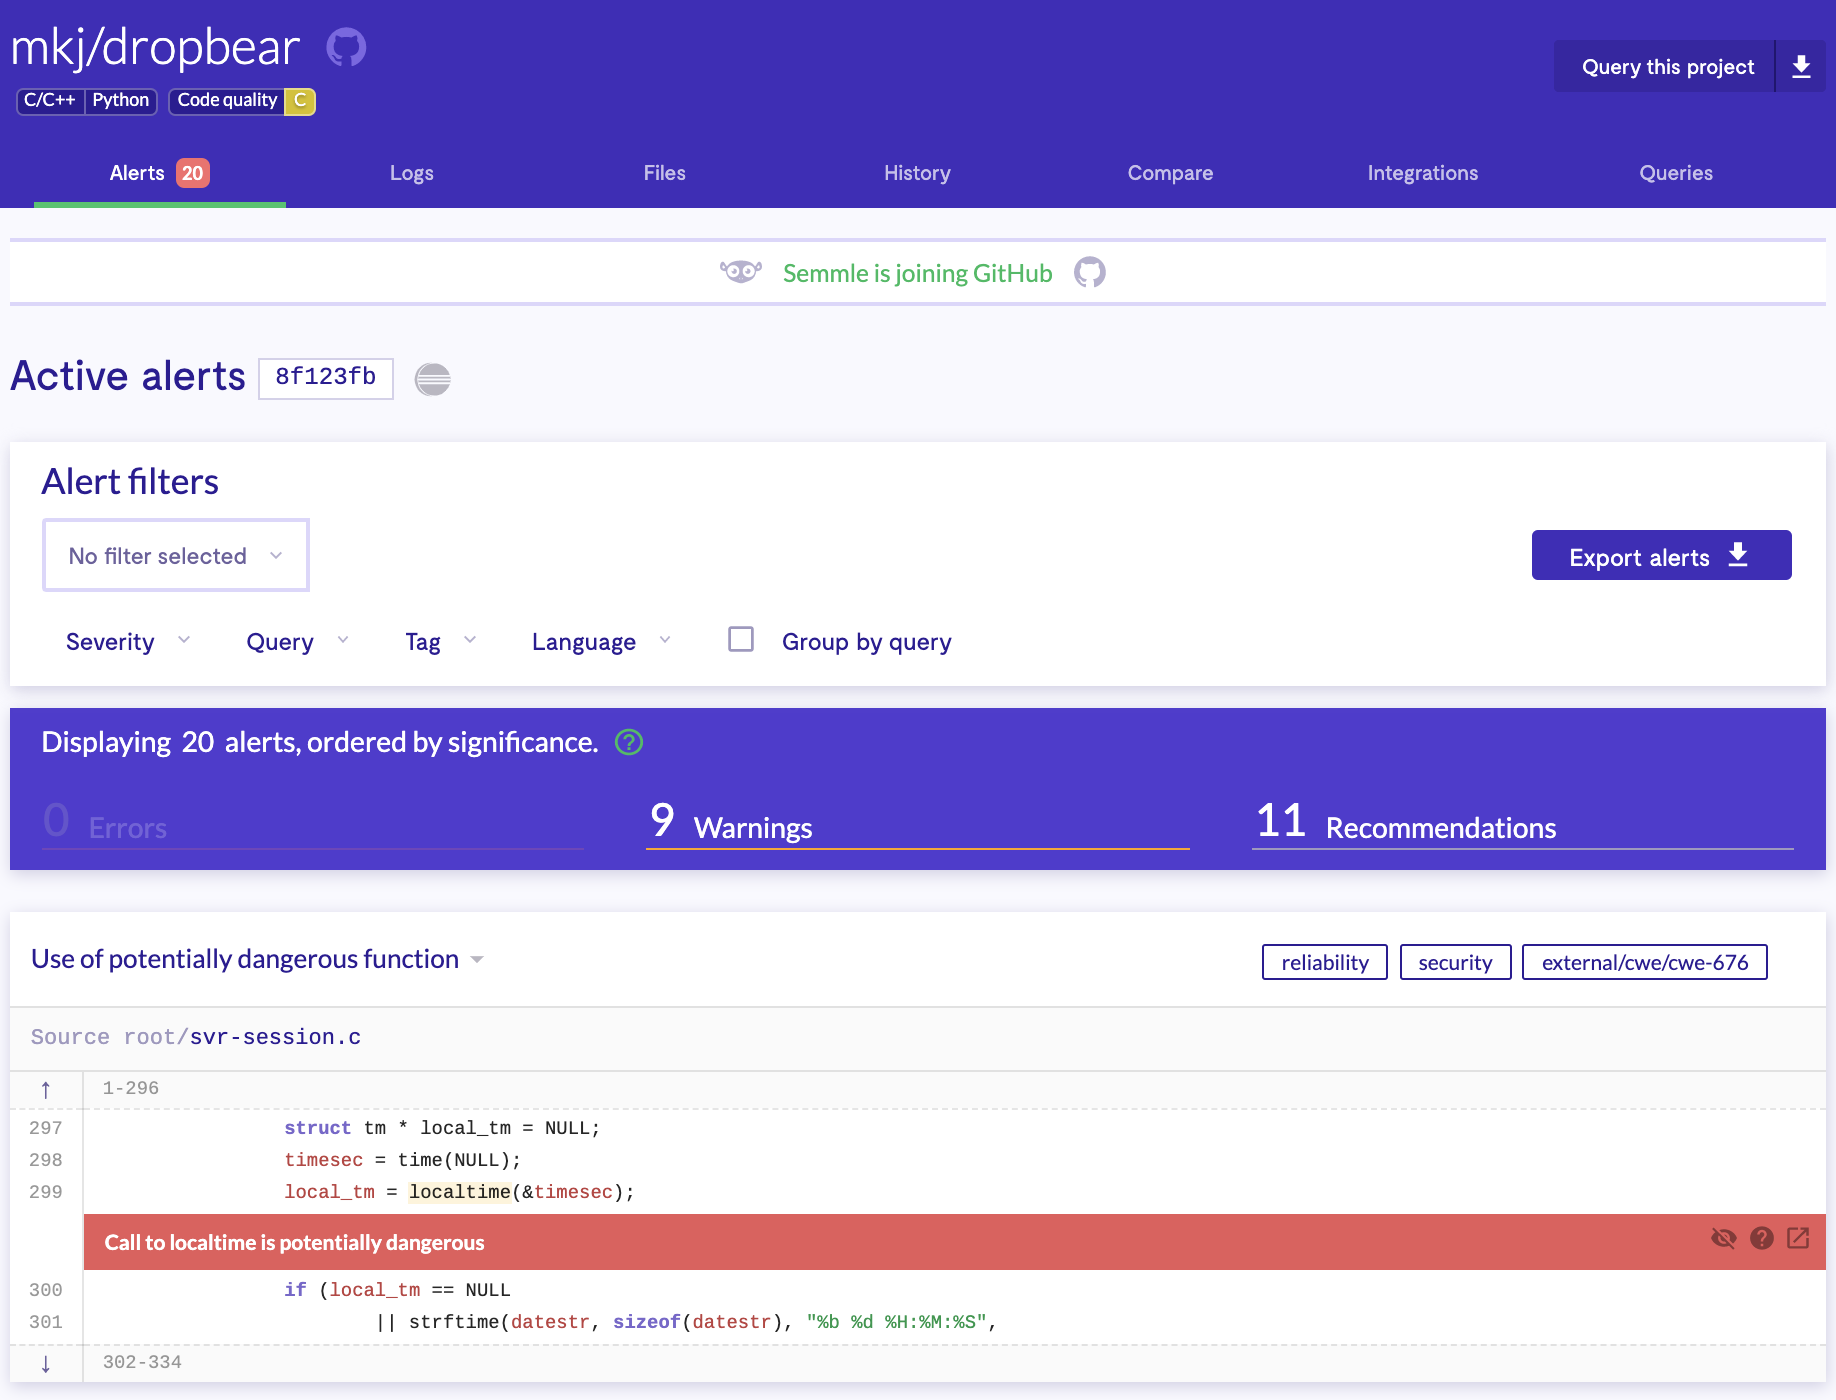 mkj/dropbear
Query this project
C/C++ Python Code quality C
Alerts 20 Logs Files History Compare Integrations Queries
Semmle is joining GitHub
Active alerts 8f123fb
Alert filters
No filter selected
Export alerts
Severity Query Tag Language Group by query
Displaying 20 alerts, ordered by significance. ?
0 Errors 9 Warnings 11 Recommendations
Use of potentially dangerous function reliability security external/cwe/cwe-676
Source root/svr-session.c
↑ 1-296
297 struct tm * local_tm = NULL;
298 timesec = time(NULL);
299 local_tm = localtime(&timesec);
Call to localtime is potentially dangerous ?
300 if (local_tm == NULL
301 || strftime(datestr, sizeof(datestr), "%b %d %H:%M:%S",
↓ 302-334